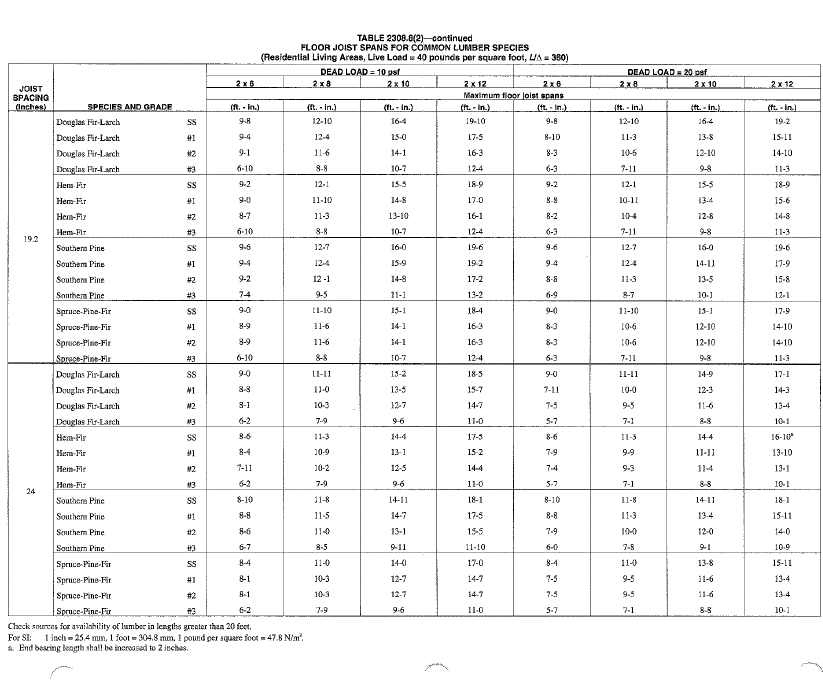 TABLE 2308.8(2)—continued
FLOOR JOIST SPANS FOR COMMON LUMBER SPECIES
(Residential Living Areas, Live Load = 40 pounds per square foot, L/Δ = 360)
JOIST SPACING (inches) SPECIES AND GRADE DEAD LOAD = 10 psf DEAD LOAD = 20 psf
2 x 6 2 x 8 2 x 10 2 x 12 2 x 6 2 x 8 2 x 10 2 x 12
Maximum floor joist spans
(ft. - in.) (ft. - in.) (ft. - in.) (ft. - in.) (ft. - in.) (ft. - in.) (ft. - in.) (ft. - in.)
19.2
Douglas Fir-Larch SS 9-8 12-10 16-4 19-10 9-8 12-10 16-4 19-2
Douglas Fir-Larch #1 9-4 12-4 15-0 17-5 8-10 11-3 13-8 15-11
Douglas Fir-Larch #2 9-1 11-6 14-1 16-3 8-3 10-6 12-10 14-10
Douglas Fir-Larch #3 6-10 8-8 10-7 12-4 6-3 7-11 9-8 11-3
Hem-Fir SS 9-2 12-1 15-5 18-9 9-2 12-1 15-5 18-9
Hem-Fir #1 9-0 11-10 14-8 17-0 8-8 10-11 13-4 15-6
Hem-Fir #2 8-7 11-3 13-10 16-1 8-2 10-4 12-8 14-8
Hem-Fir #3 6-10 8-8 10-7 12-4 6-3 7-11 9-8 11-3
Southern Pine SS 9-6 12-7 16-0 19-6 9-6 12-7 16-0 19-6
Southern Pine #1 9-4 12-4 15-9 19-2 9-4 12-4 14-11 17-9
Southern Pine #2 9-2 12 -1 14-8 17-2 8-8 11-3 13-5 15-8
Southern Pine #3 7-4 9-5 11-1 13-2 6-9 8-7 10-1 12-1
Spruce-Pine-Fir SS 9-0 11-10 15-1 18-4 9-0 11-10 15-1 17-9
Spruce-Pine-Fir #1 8-9 11-6 14-1 16-3 8-3 10-6 12-10 14-10
Spruce-Pine-Fir #2 8-9 11-6 14-1 16-3 8-3 10-6 12-10 14-10
Spruce-Pine-Fir #3 6-10 8-8 10-7 12-4 6-3 7-11 9-8 11-3
24
Douglas Fir-Larch SS 9-0 11-11 15-2 18-5 9-0 11-11 14-9 17-1
Douglas Fir-Larch #1 8-8 11-0 13-5 15-7 7-11 10-0 12-3 14-3
Douglas Fir-Larch #2 8-1 10-3 12-7 14-7 7-5 9-5 11-6 13-4
Douglas Fir-Larch #3 6-2 7-9 9-6 11-0 5-7 7-1 8-8 10-1
Hem-Fir SS 8-6 11-3 14-4 17-5 8-6 11-3 14-4 16-10ª
Hem-Fir #1 8-4 10-9 13-1 15-2 7-9 9-9 11-11 13-10
Hem-Fir #2 7-11 10-2 12-5 14-4 7-4 9-3 11-4 13-1
Hem-Fir #3 6-2 7-9 9-6 11-0 5-7 7-1 8-8 10-1
Southern Pine SS 8-10 11-8 14-11 18-1 8-10 11-8 14-11 18-1
Southern Pine #1 8-8 11-5 14-7 17-5 8-8 11-3 13-4 15-11
Southern Pine #2 8-6 11-0 13-1 15-5 7-9 10-0 12-0 14-0
Southern Pine #3 6-7 8-5 9-11 11-10 6-0 7-8 9-1 10-9
Spruce-Pine-Fir SS 8-4 11-0 14-0 17-0 8-4 11-0 13-8 15-11
Spruce-Pine-Fir #1 8-1 10-3 12-7 14-7 7-5 9-5 11-6 13-4
Spruce-Pine-Fir #2 8-1 10-3 12-7 14-7 7-5 9-5 11-6 13-4
Spruce-Pine-Fir #3 6-2 7-9 9-6 11-0 5-7 7-1 8-8 10-1
Check sources for availability of lumber in lengths greater than 20 feet.
For SI: 1 inch = 25.4 mm, 1 foot = 304.8 mm, 1 pound per square foot = 47.8 N/m².
a. End bearing length shall be increased to 2 inches.